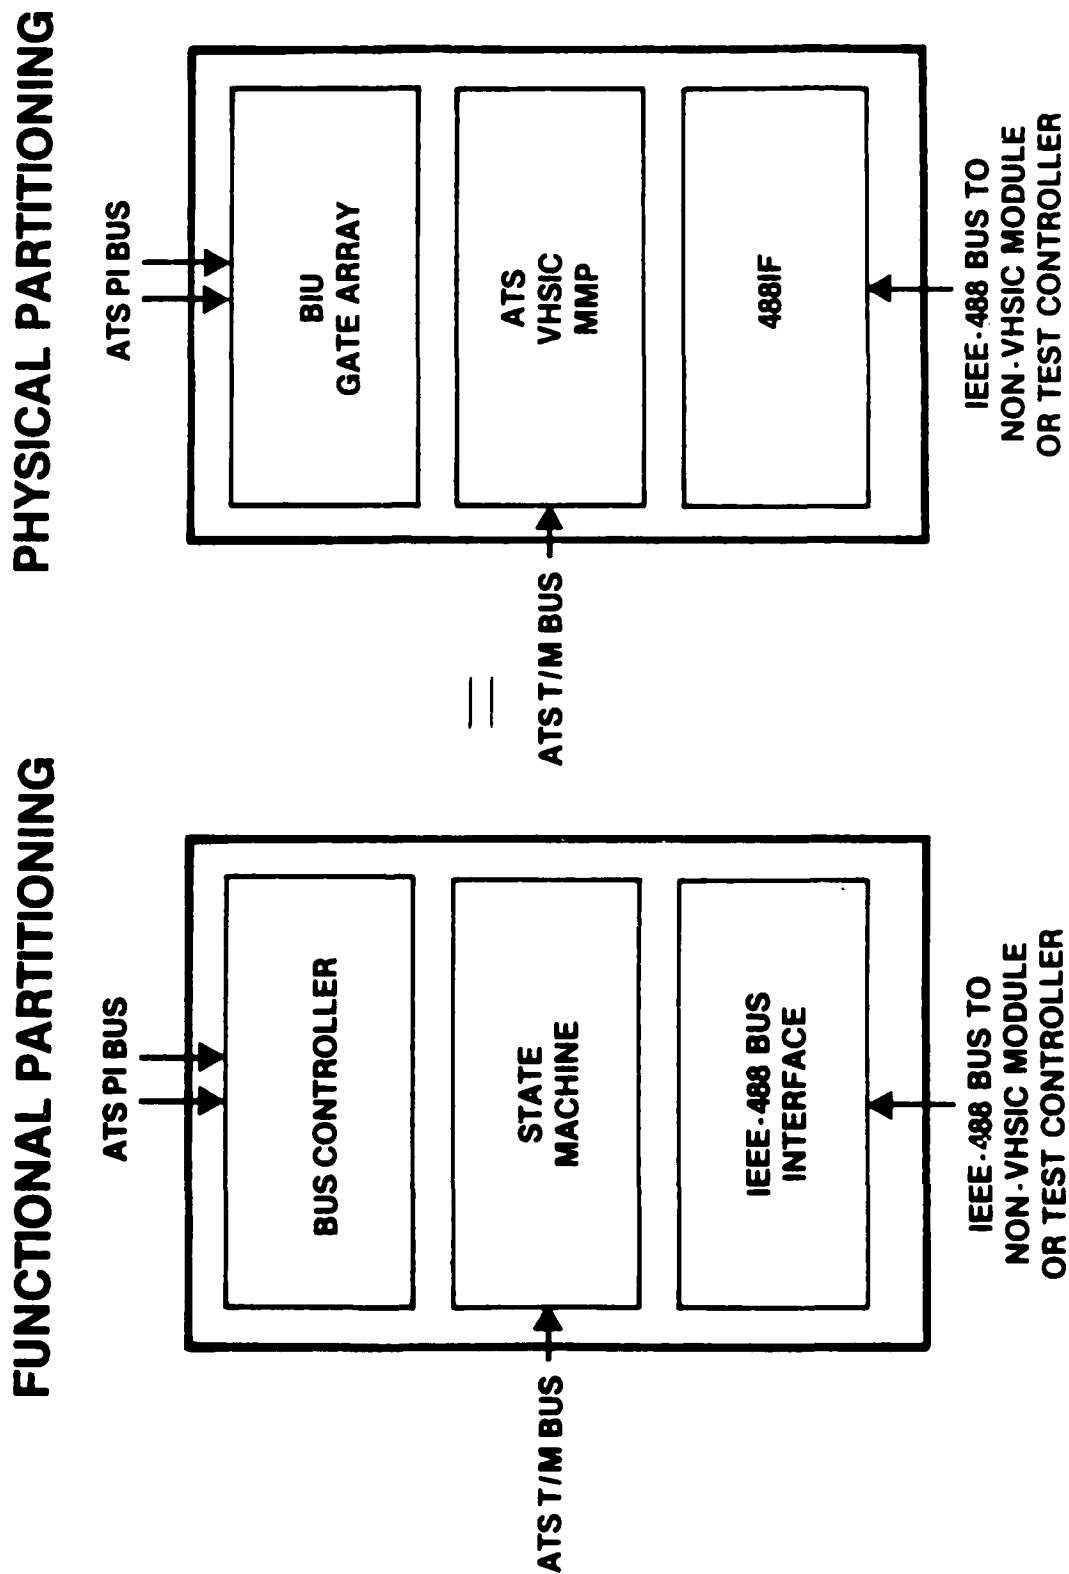 FUNCTIONAL PARTITIONING
ATS PI BUS
BUS CONTROLLER
ATS T/M BUS
STATE
MACHINE
IEEE-488 BUS
INTERFACE
IEEE-488 BUS TO
NON-VHSIC MODULE
OR TEST CONTROLLER
=
PHYSICAL PARTITIONING
ATS PI BUS
BIU
GATE ARRAY
ATS T/M BUS
ATS
VHSIC
MMP
488IF
IEEE-488 BUS TO
NON-VHSIC MODULE
OR TEST CONTROLLER